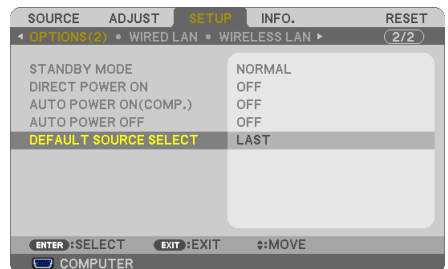 SOURCE ADJUST SETUP INFO. RESET
OPTIONS(2) • WIRED LAN • WIRELESS LAN 2/2
STANDBY MODE NORMAL
DIRECT POWER ON OFF
AUTO POWER ON(COMP.) OFF
AUTO POWER OFF OFF
DEFAULT SOURCE SELECT LAST
ENTER :SELECT EXIT :EXIT :MOVE
COMPUTER